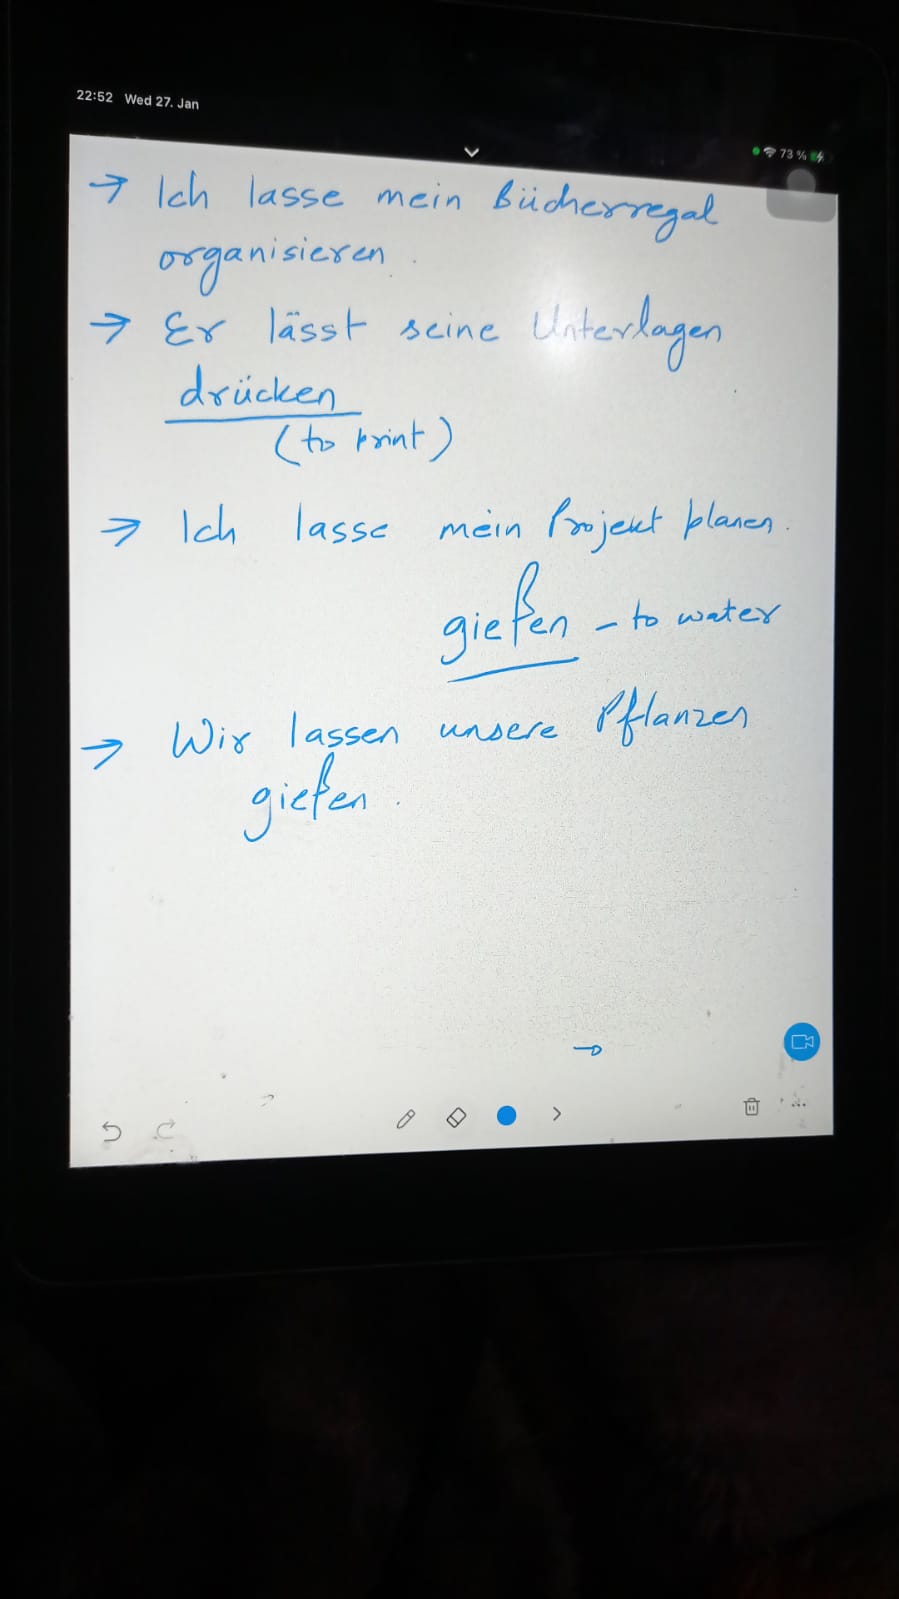 22:52 Wed 27. Jan
73 %
→ Ich lasse mein Bücherregal
organisieren.
→ Er lässt seine Unterlagen
drücken
(to print)
→ Ich lasse mein Projekt planen.
gießen - to water
→ Wir lassen unsere Pflanzen
gießen.